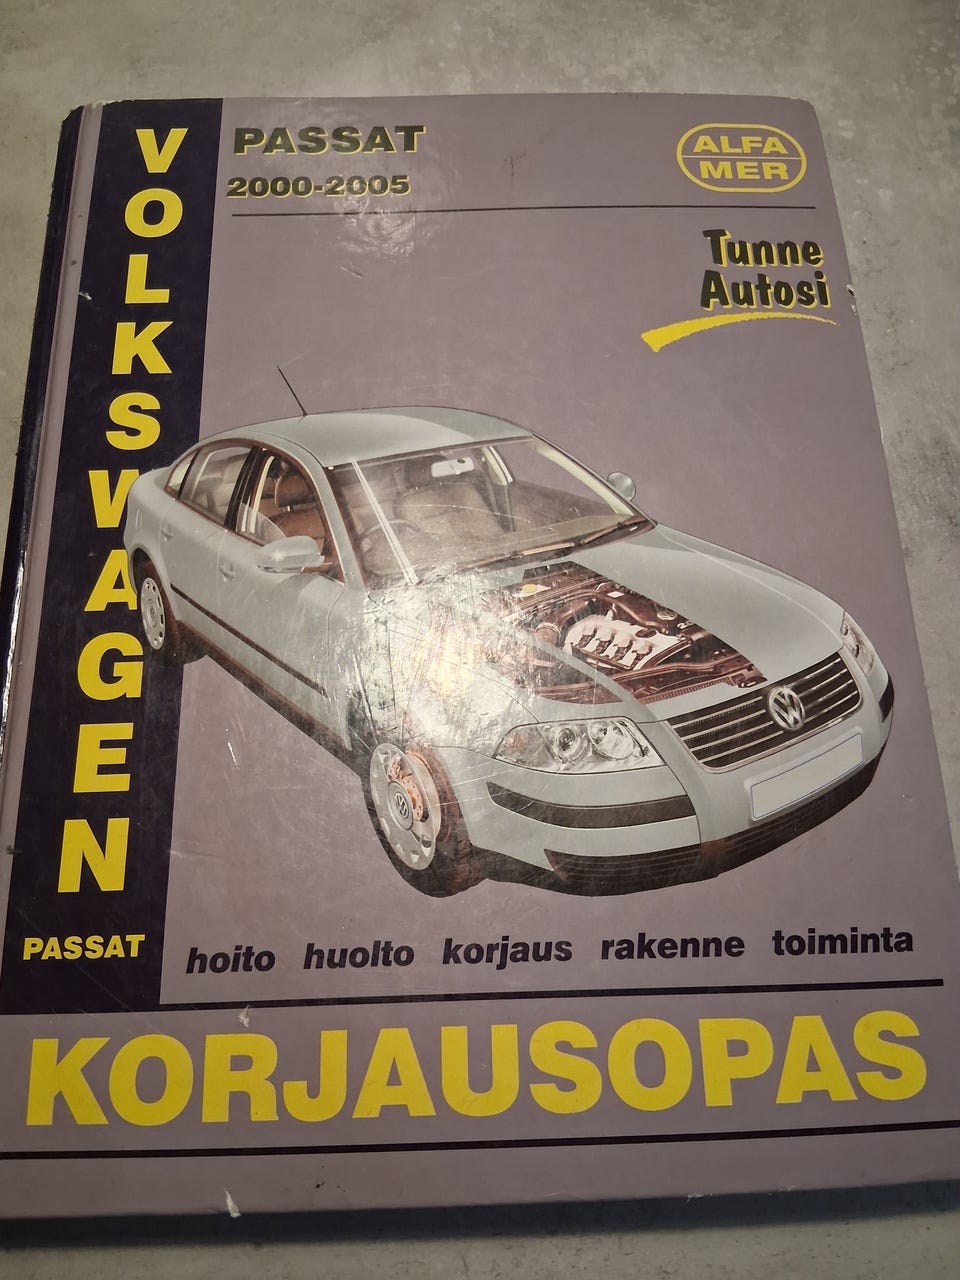 VOLKSWAGEN
PASSAT
PASSAT
2000-2005
ALFA
MER
Tunne
Autosi
hoito huolto korjaus rakenne toiminta
KORJAUSOPAS